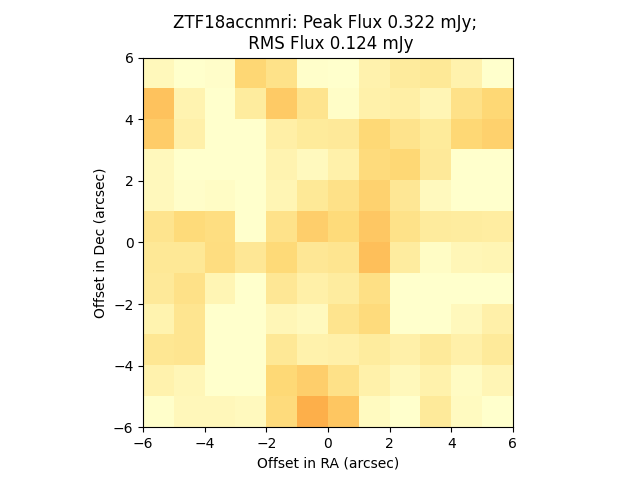 ZTF18accnmri: Peak Flux 0.322 mJy;
RMS Flux 0.124 mJy
6
4
2
0
−2
−4
−6
Offset in Dec (arcsec)
−6 −4 −2 0 2 4 6
Offset in RA (arcsec)